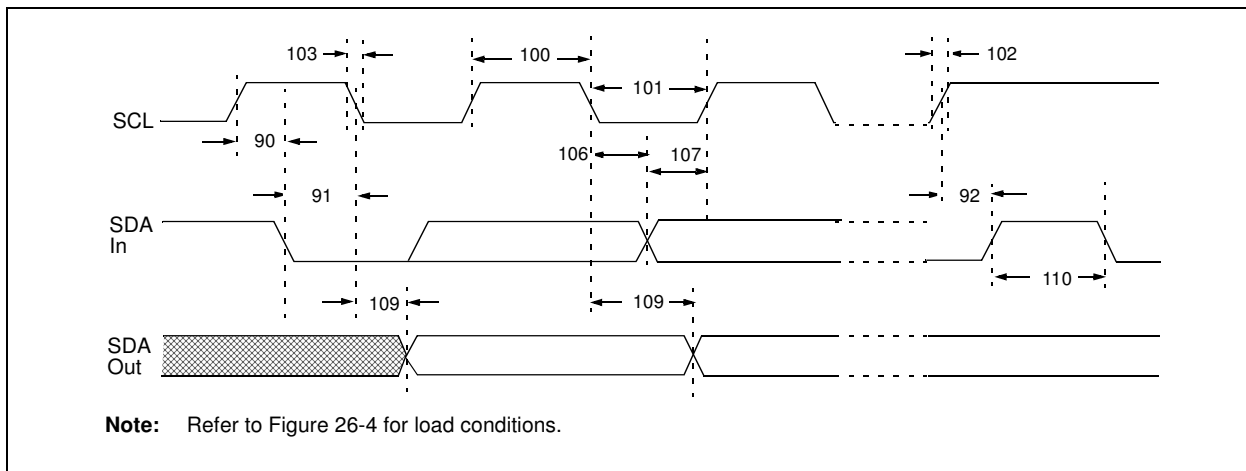 103
100
101
102
SCL
90
106
107
91
92
SDA
In
109
109
110
SDA
Out
Note: Refer to Figure 26-4 for load conditions.